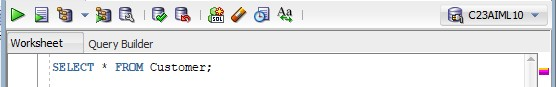 C23AIML10
Worksheet Query Builder
SELECT * FROM Customer;